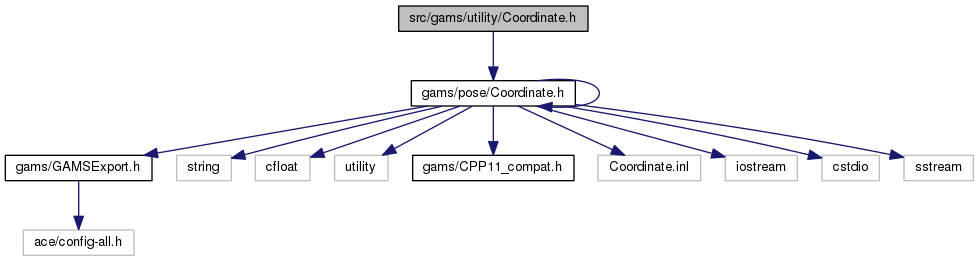 src/gams/utility/Coordinate.h
gams/pose/Coordinate.h
gams/GAMSExport.h
string
cfloat
utility
gams/CPP11_compat.h
Coordinate.inl
iostream
cstdio
sstream
ace/config-all.h